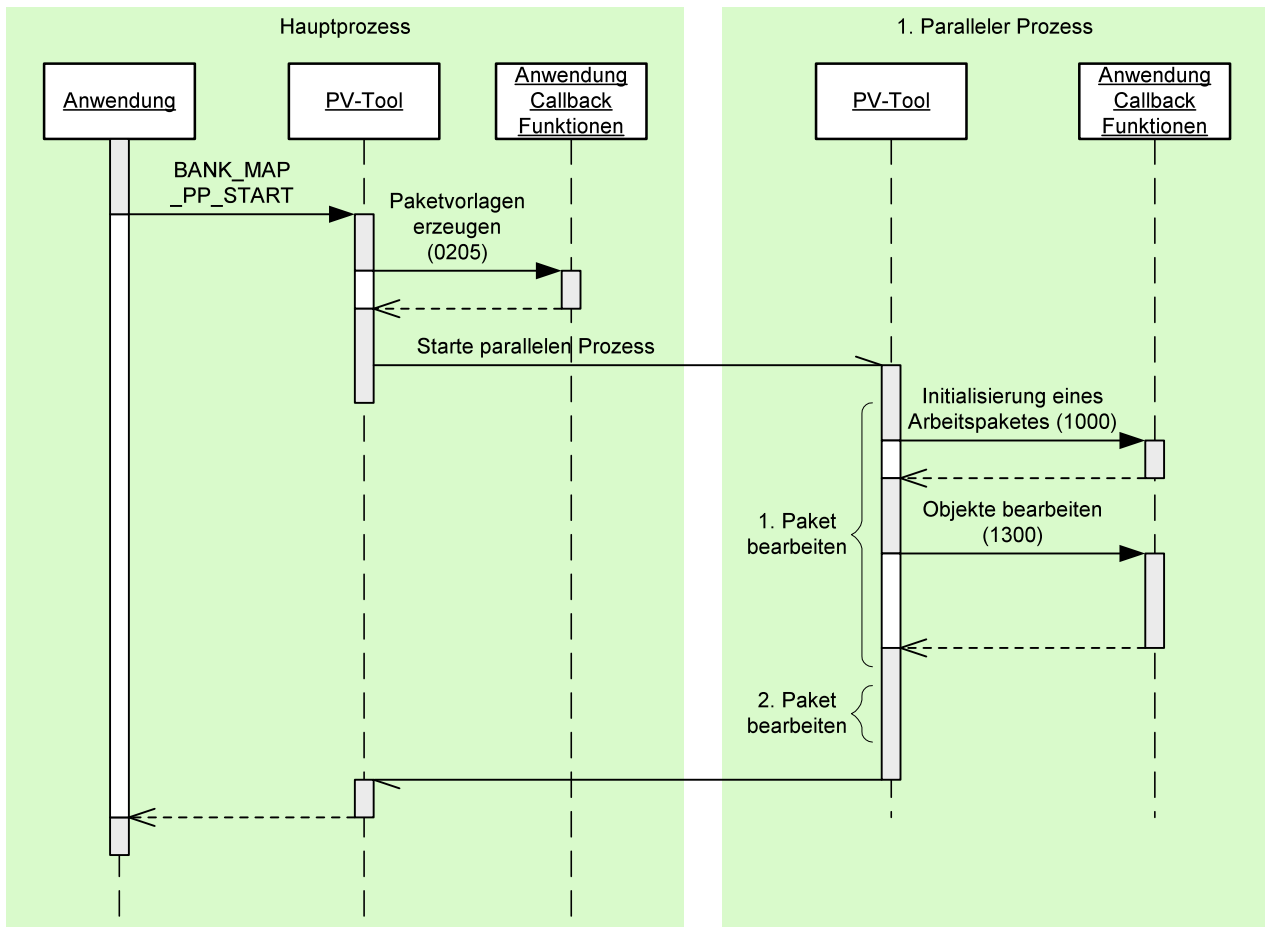 Hauptprozess
1. Paralleler Prozess
Anwendung
PV-Tool
Anwendung
Callback
Funktionen
PV-Tool
Anwendung
Callback
Funktionen
BANK_MAP
_PP_START
Paketvorlagen
erzeugen
(0205)
Starte parallelen Prozess
Initialisierung eines
Arbeitspaketes (1000)
Objekte bearbeiten
(1300)
1. Paket
bearbeiten
2. Paket
bearbeiten